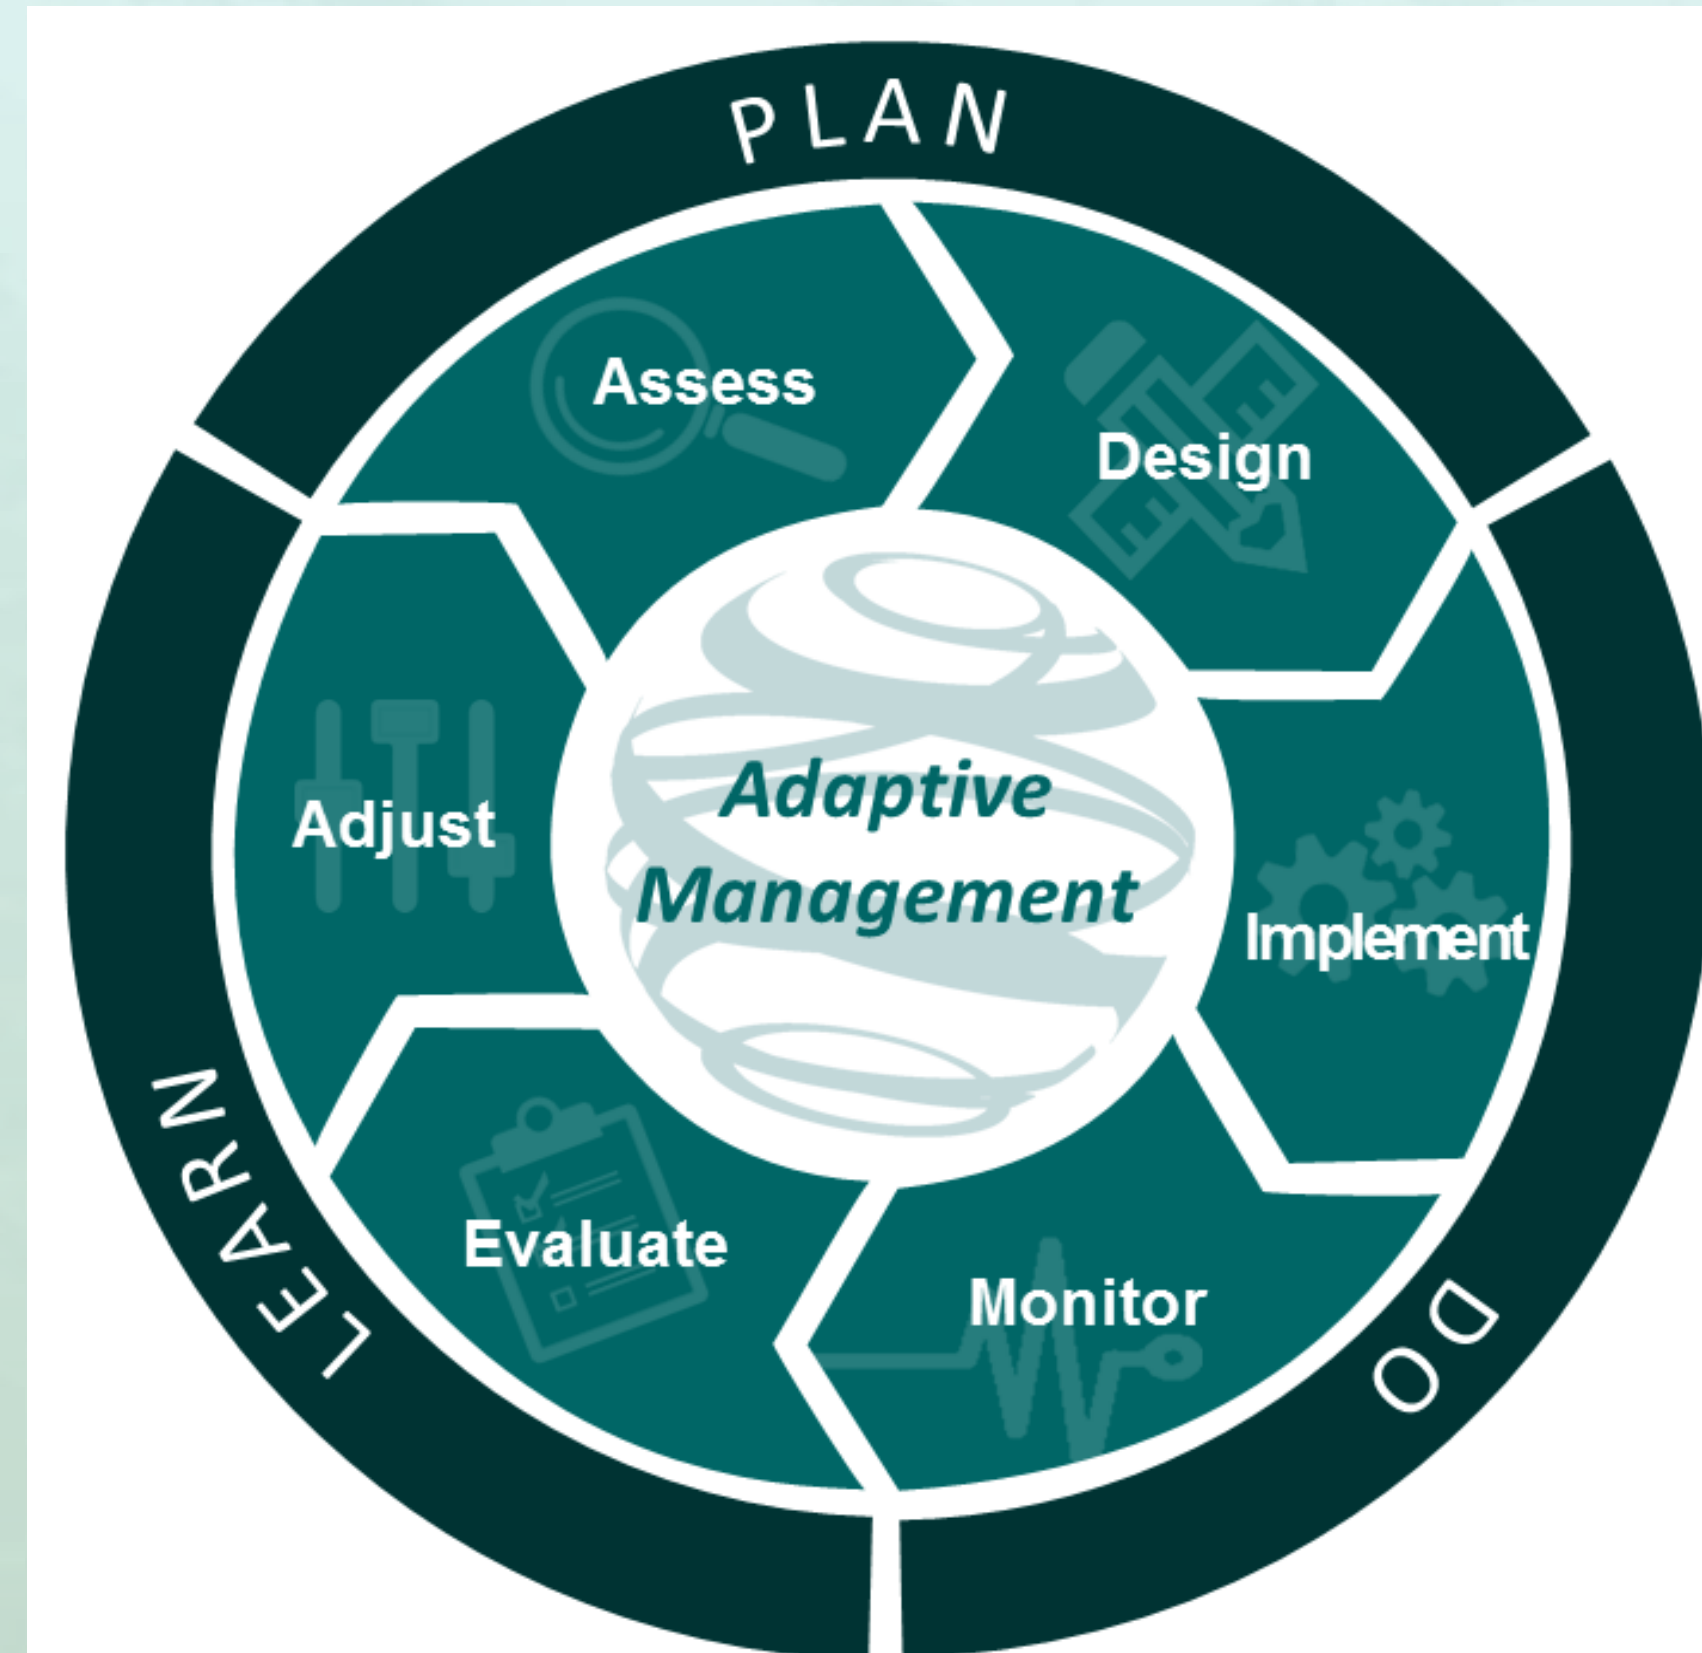 PLAN
Assess
Design
Adjust
Adaptive
Management
Implement
Evaluate
Monitor
LEARN
DO